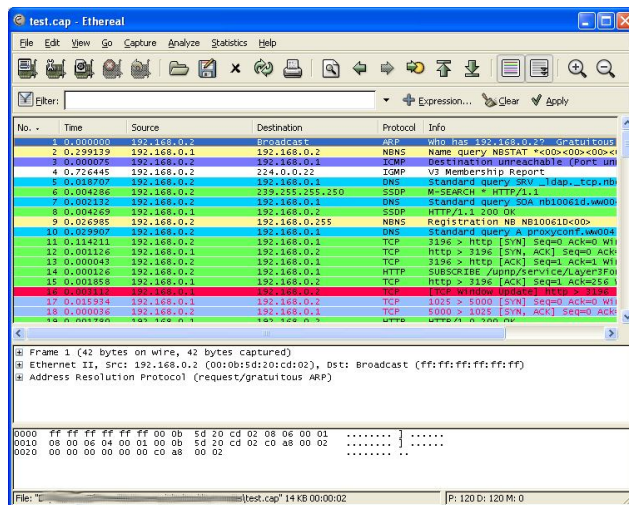 test.cap - Ethereal
File Edit View Go Capture Analyze Statistics Help
Filter: Expression... Clear Apply
No. Time Source Destination Protocol Info
1 0.000000 192.168.0.2 Broadcast ARP Who has 192.168.0.2? Gratuitous
2 0.299139 192.168.0.1 192.168.0.2 NBNS Name query NBSTAT *<00><00><00><
3 0.000075 192.168.0.2 192.168.0.1 ICMP Destination unreachable (Port un
4 0.726445 192.168.0.2 224.0.0.22 IGMP V3 Membership Report
5 0.018707 192.168.0.2 192.168.0.1 DNS Standard query SRV _ldap._tcp.nb
6 0.004286 192.168.0.2 239.255.255.250 SSDP M-SEARCH * HTTP/1.1
7 0.002132 192.168.0.2 192.168.0.1 DNS Standard query SOA nb10061d.ww00
8 0.004269 192.168.0.1 192.168.0.2 SSDP HTTP/1.1 200 OK
9 0.026985 192.168.0.2 192.168.0.255 NBNS Registration NB NB10061D<00>
10 0.029907 192.168.0.2 192.168.0.1 DNS Standard query A proxyconf.ww004
11 0.114211 192.168.0.2 192.168.0.1 TCP 3196 > http [SYN] Seq=0 Ack=0 Wi
12 0.001126 192.168.0.1 192.168.0.2 TCP http > 3196 [SYN, ACK] Seq=0 Ack
13 0.000043 192.168.0.2 192.168.0.1 TCP 3196 > http [ACK] Seq=1 Ack=1 W
14 0.000126 192.168.0.2 192.168.0.1 HTTP SUBSCRIBE /upnp/service/Layer3Fo
15 0.001858 192.168.0.1 192.168.0.2 TCP http > 3196 [ACK] Seq=1 Ack=256
16 0.003112 192.168.0.1 192.168.0.2 TCP [TCP Window Update] http > 3196
17 0.015934 192.168.0.1 192.168.0.2 TCP 1025 > 5000 [SYN] Seq=0 Ack=0 Wi
18 0.000036 192.168.0.2 192.168.0.1 TCP 5000 > 1025 [SYN, ACK] Seq=0 Ack
19 0.001780 192.168.0.1 192.168.0.2 HTTP HTTP/1.0 200 OK
Frame 1 (42 bytes on wire, 42 bytes captured)
Ethernet II, Src: 192.168.0.2 (00:0b:5d:20:cd:02), Dst: Broadcast (ff:ff:ff:ff:ff:ff)
Address Resolution Protocol (request/gratuitous ARP)
0000 ff ff ff ff ff ff 00 0b 5d 20 cd 02 08 06 00 01 ........ ] ......
0010 08 00 06 04 00 01 00 0b 5d 20 cd 02 c0 a8 00 02 ........ ] ......
0020 00 00 00 00 00 00 c0 a8 00 02 ........ ..
File: "D \test.cap" 14 KB 00:00:02 P: 120 D: 120 M: 0